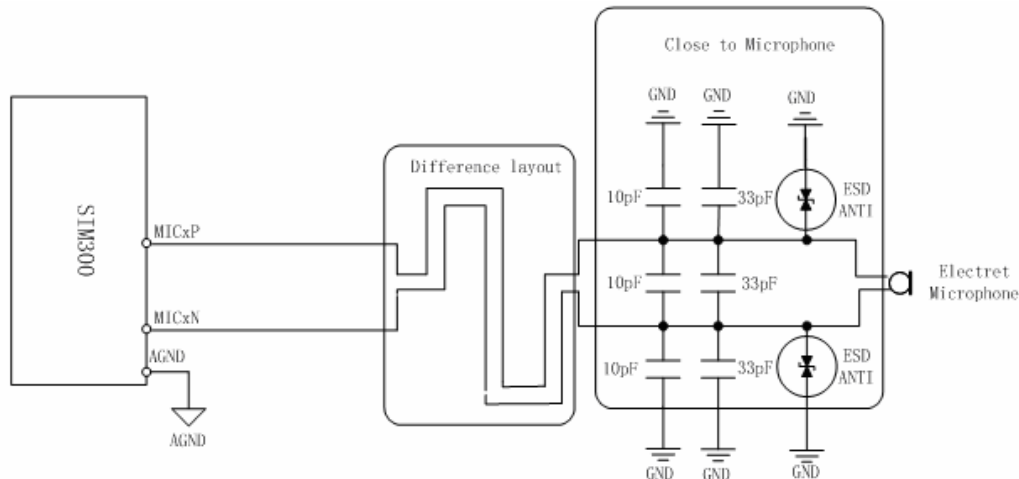 Close to Microphone
GND
GND
GND
Difference layout
10pF
33pF
ESD
ANTI
SIM300
MICxP
10pF
33pF
Electret
Microphone
MICxN
AGND
10pF
33pF
ESD
ANTI
AGND
GND
GND
GND